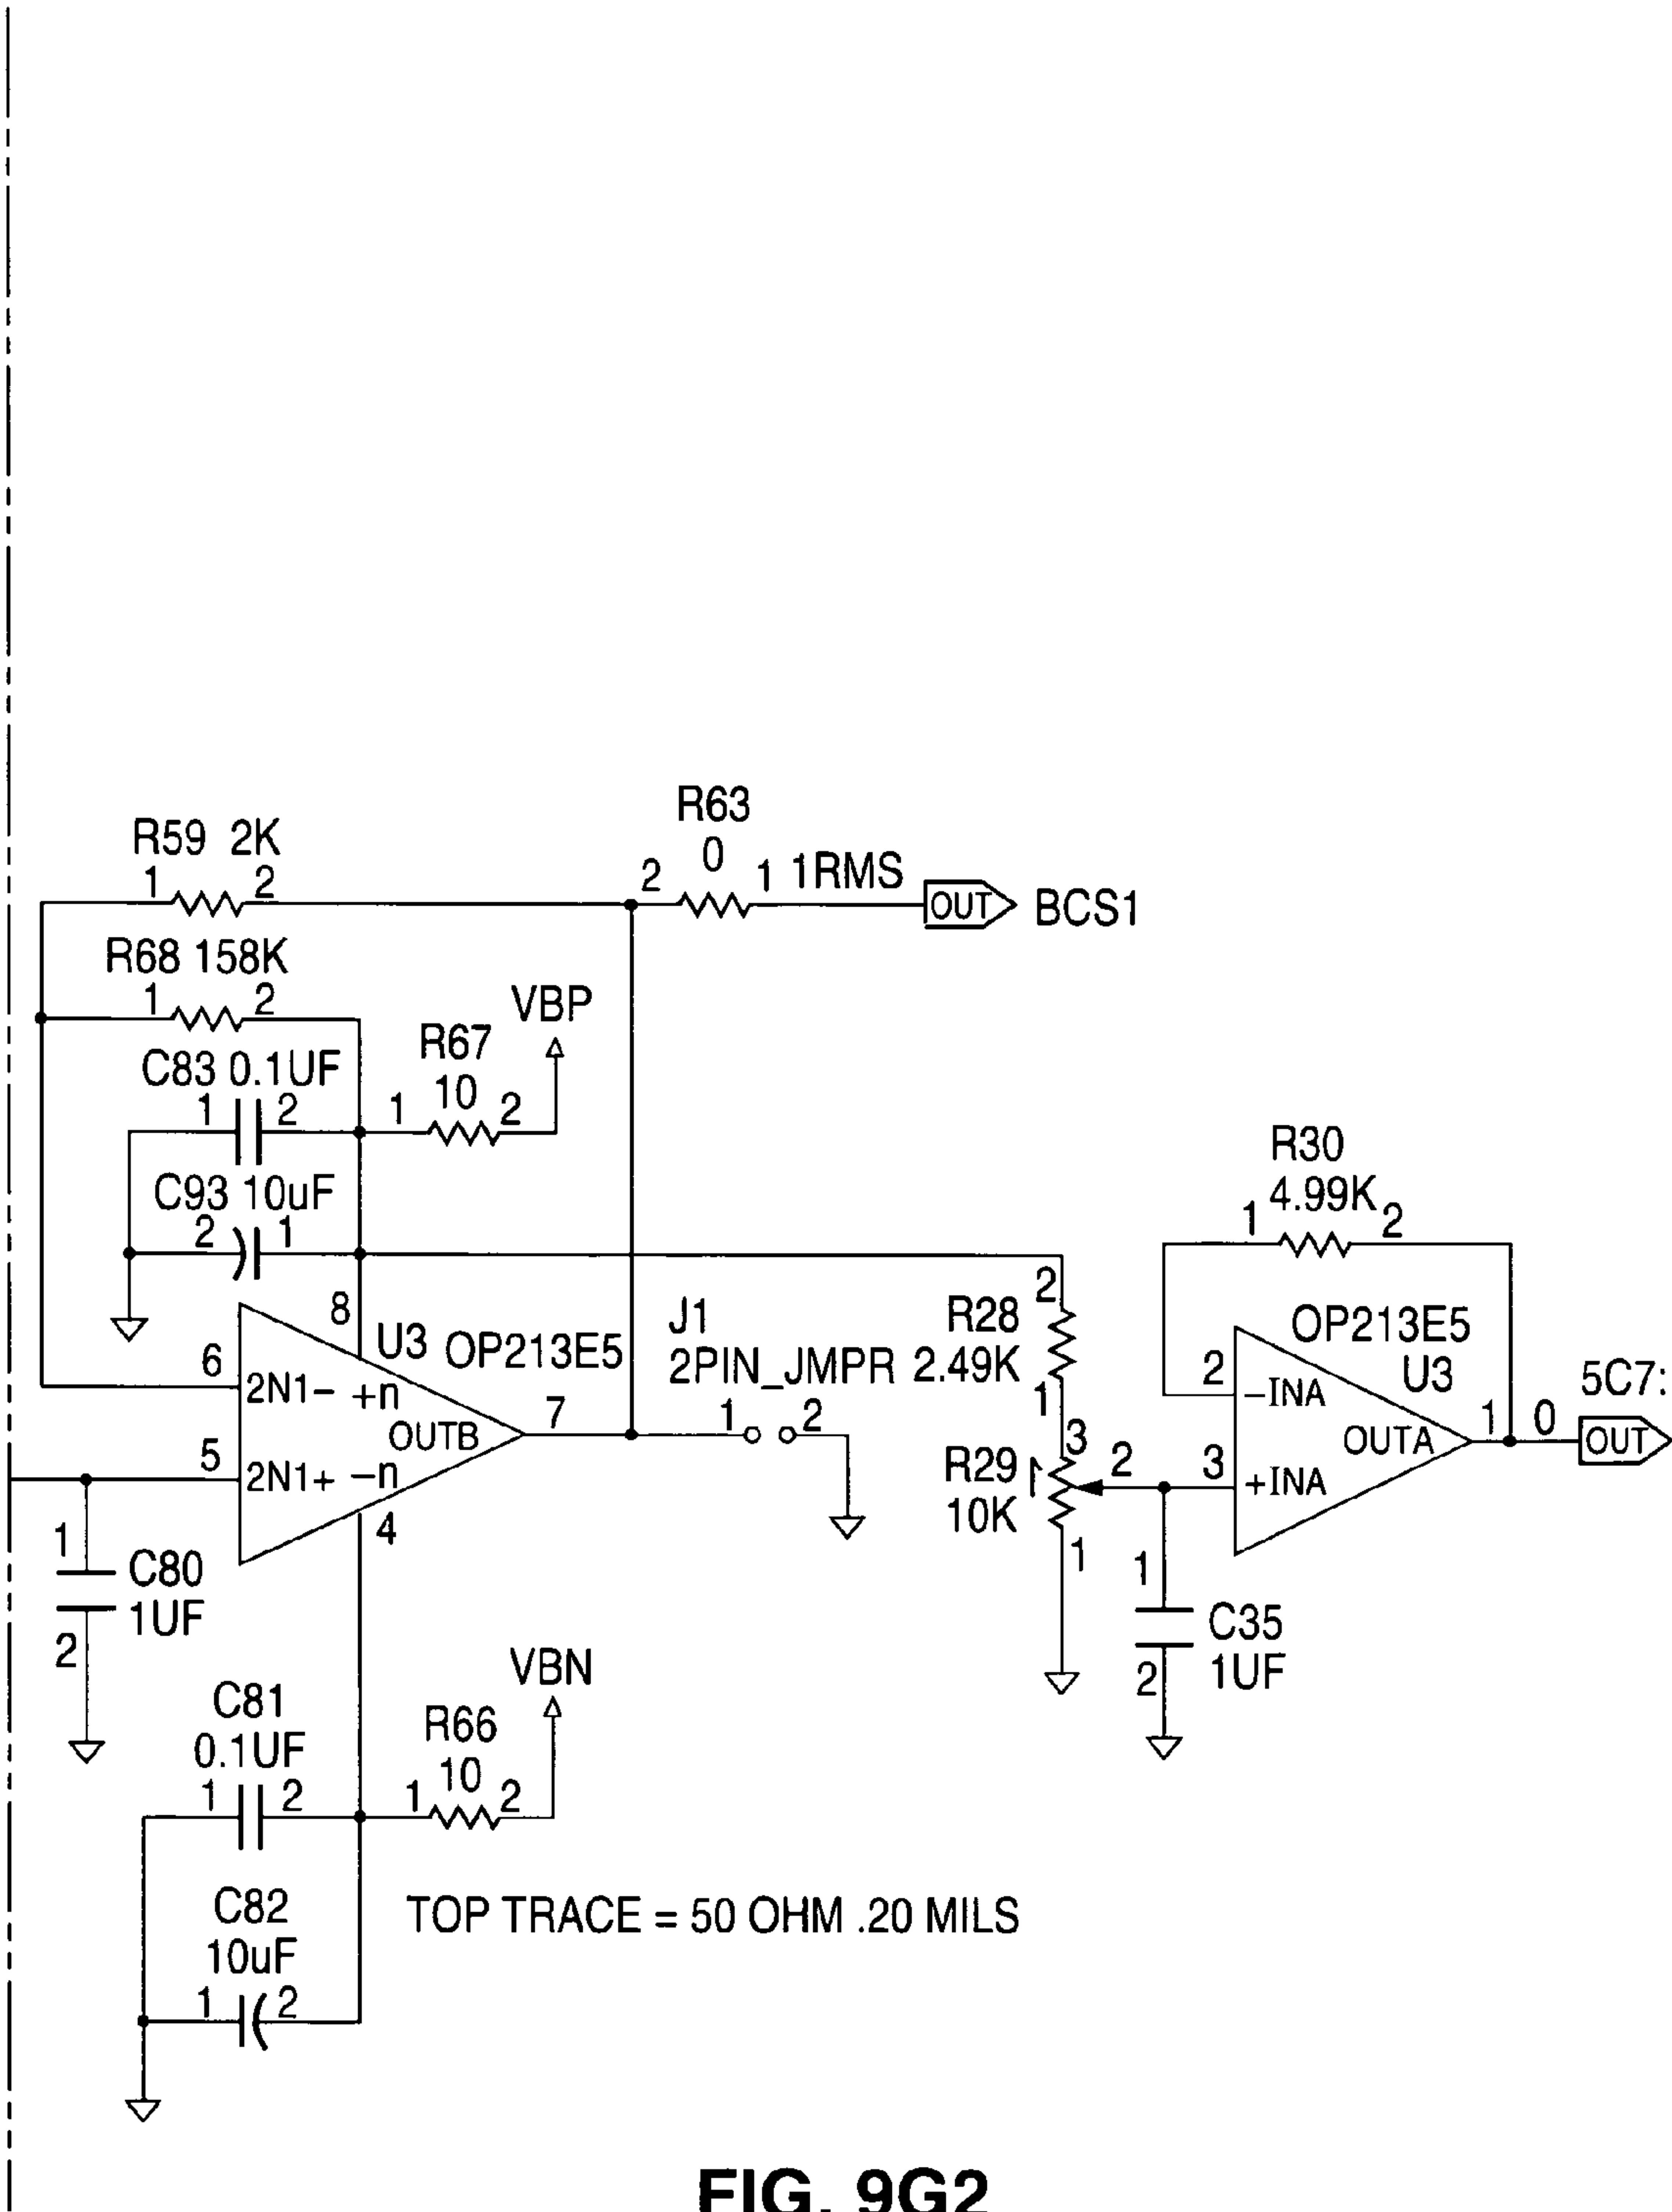 R63
0
R59 2K
1 2
2 1 1RMS
OUT BCS1
R68 158K
1 2
VBP
R67
10
1 2
C83 0.1UF
1 2
C93 10uF
2 1
R30
4.99K
1 2
8
U3 OP213E5
6 2N1- +n
OUTB 7
5 2N1+ -n
4
J1
2PIN_JMPR
1 2
2
R28
2.49K
1
3
R29
10K
2
1
OP213E5
U3
2 -INA
OUTA 1 0
3 +INA
5C7:
OUT
1
C80
1UF
2
1
C35
1UF
2
VBN
C81
0.1UF
1 2
R66
10
1 2
C82
10uF
1 2
TOP TRACE = 50 OHM .20 MILS
FIG. 9G2